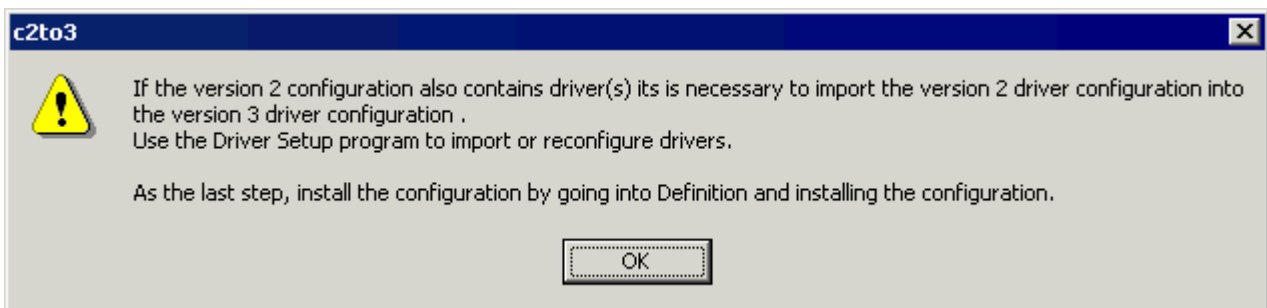 c2to3
If the version 2 configuration also contains driver(s) its is necessary to import the version 2 driver configuration into
the version 3 driver configuration .
Use the Driver Setup program to import or reconfigure drivers.
As the last step, install the configuration by going into Definition and installing the configuration.
OK